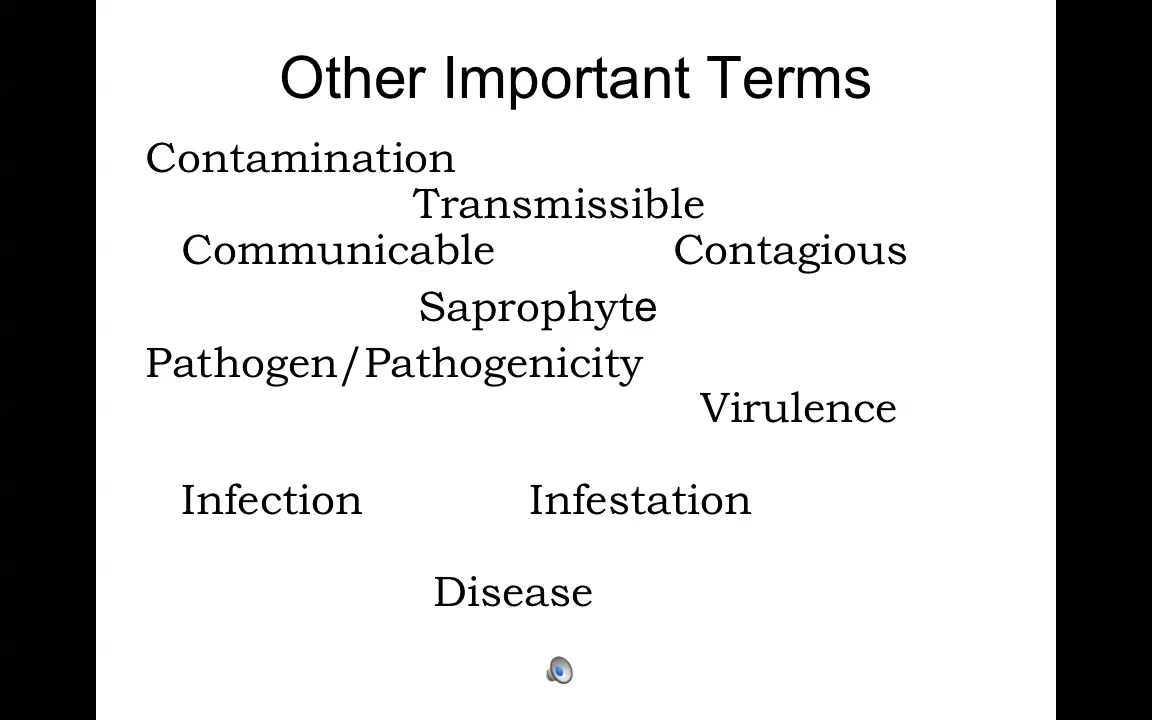 Other Important Terms
Contamination
Transmissible
Communicable Contagious
Saprophyte
Pathogen/Pathogenicity
Virulence
Infection Infestation
Disease